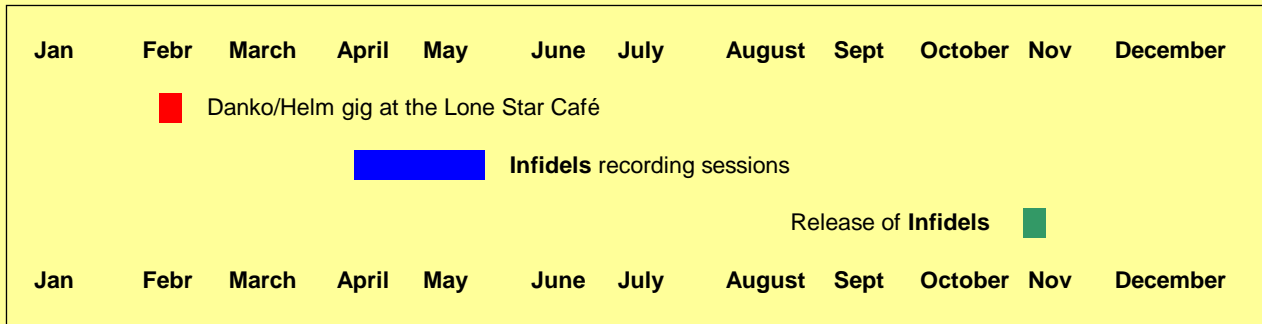 Jan Febr March April May June July August Sept October Nov December
Danko/Helm gig at the Lone Star Café
Infidels recording sessions
Release of Infidels
Jan Febr March April May June July August Sept October Nov December